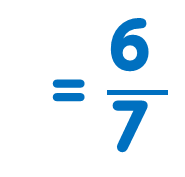 = 6/7